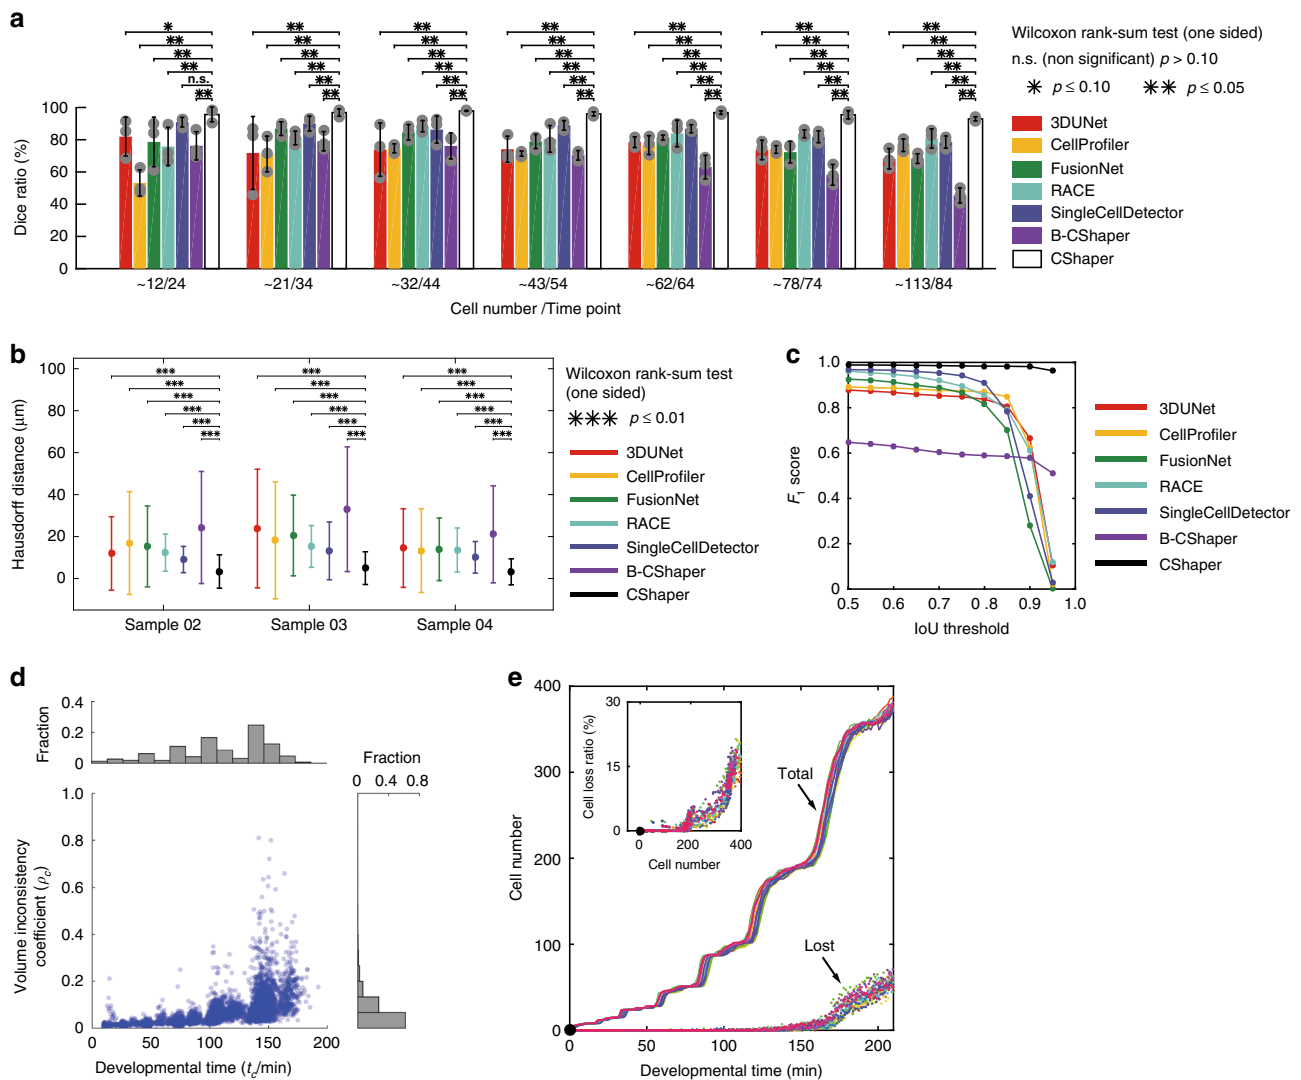 a
Wilcoxon rank-sum test (one sided)
n.s. (non significant) p > 0.10
* p ≤ 0.10 ** p ≤ 0.05
* ** ** ** n.s. **
** ** ** ** ** **
** ** ** ** ** **
** ** ** ** ** **
** ** ** ** ** **
** ** ** ** ** **
** ** ** ** ** **
Dice ratio (%)
100
80
60
40
20
0
~12/24 ~21/34 ~32/44 ~43/54 ~62/64 ~78/74 ~113/84
Cell number /Time point
3DUNet
CellProfiler
FusionNet
RACE
SingleCellDetector
B-CShaper
CShaper
b
Hausdorff distance (μm)
100
80
60
40
20
0
*** *** *** *** *** ***
*** *** *** *** *** ***
*** *** *** *** *** ***
Sample 02 Sample 03 Sample 04
Wilcoxon rank-sum test
(one sided)
*** p ≤ 0.01
3DUNet
CellProfiler
FusionNet
RACE
SingleCellDetector
B-CShaper
CShaper
c
F1 score
1.0
0.8
0.6
0.4
0.2
0
0.5 0.6 0.7 0.8 0.9 1.0
IoU threshold
3DUNet
CellProfiler
FusionNet
RACE
SingleCellDetector
B-CShaper
CShaper
d
Fraction
0.4
0.2
0
Fraction
0 0.4 0.8
Volume inconsistency
coefficient (ρc)
1.0
0.8
0.6
0.4
0.2
0
0 50 100 150 200
Developmental time (tc/min)
e
Cell number
400
300
200
100
0
Cell loss ratio (%)
30
15
0
0 200 400
Cell number
Total
Lost
0 50 100 150 200
Developmental time (min)